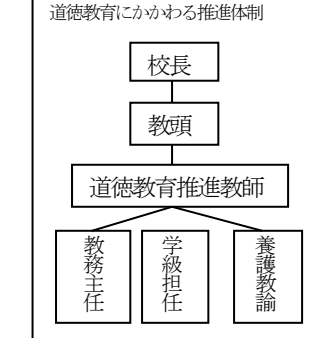 道徳教育にかかわる推進体制
校長
教頭
道徳教育推進教師
教務主任
学級担任
養護教諭